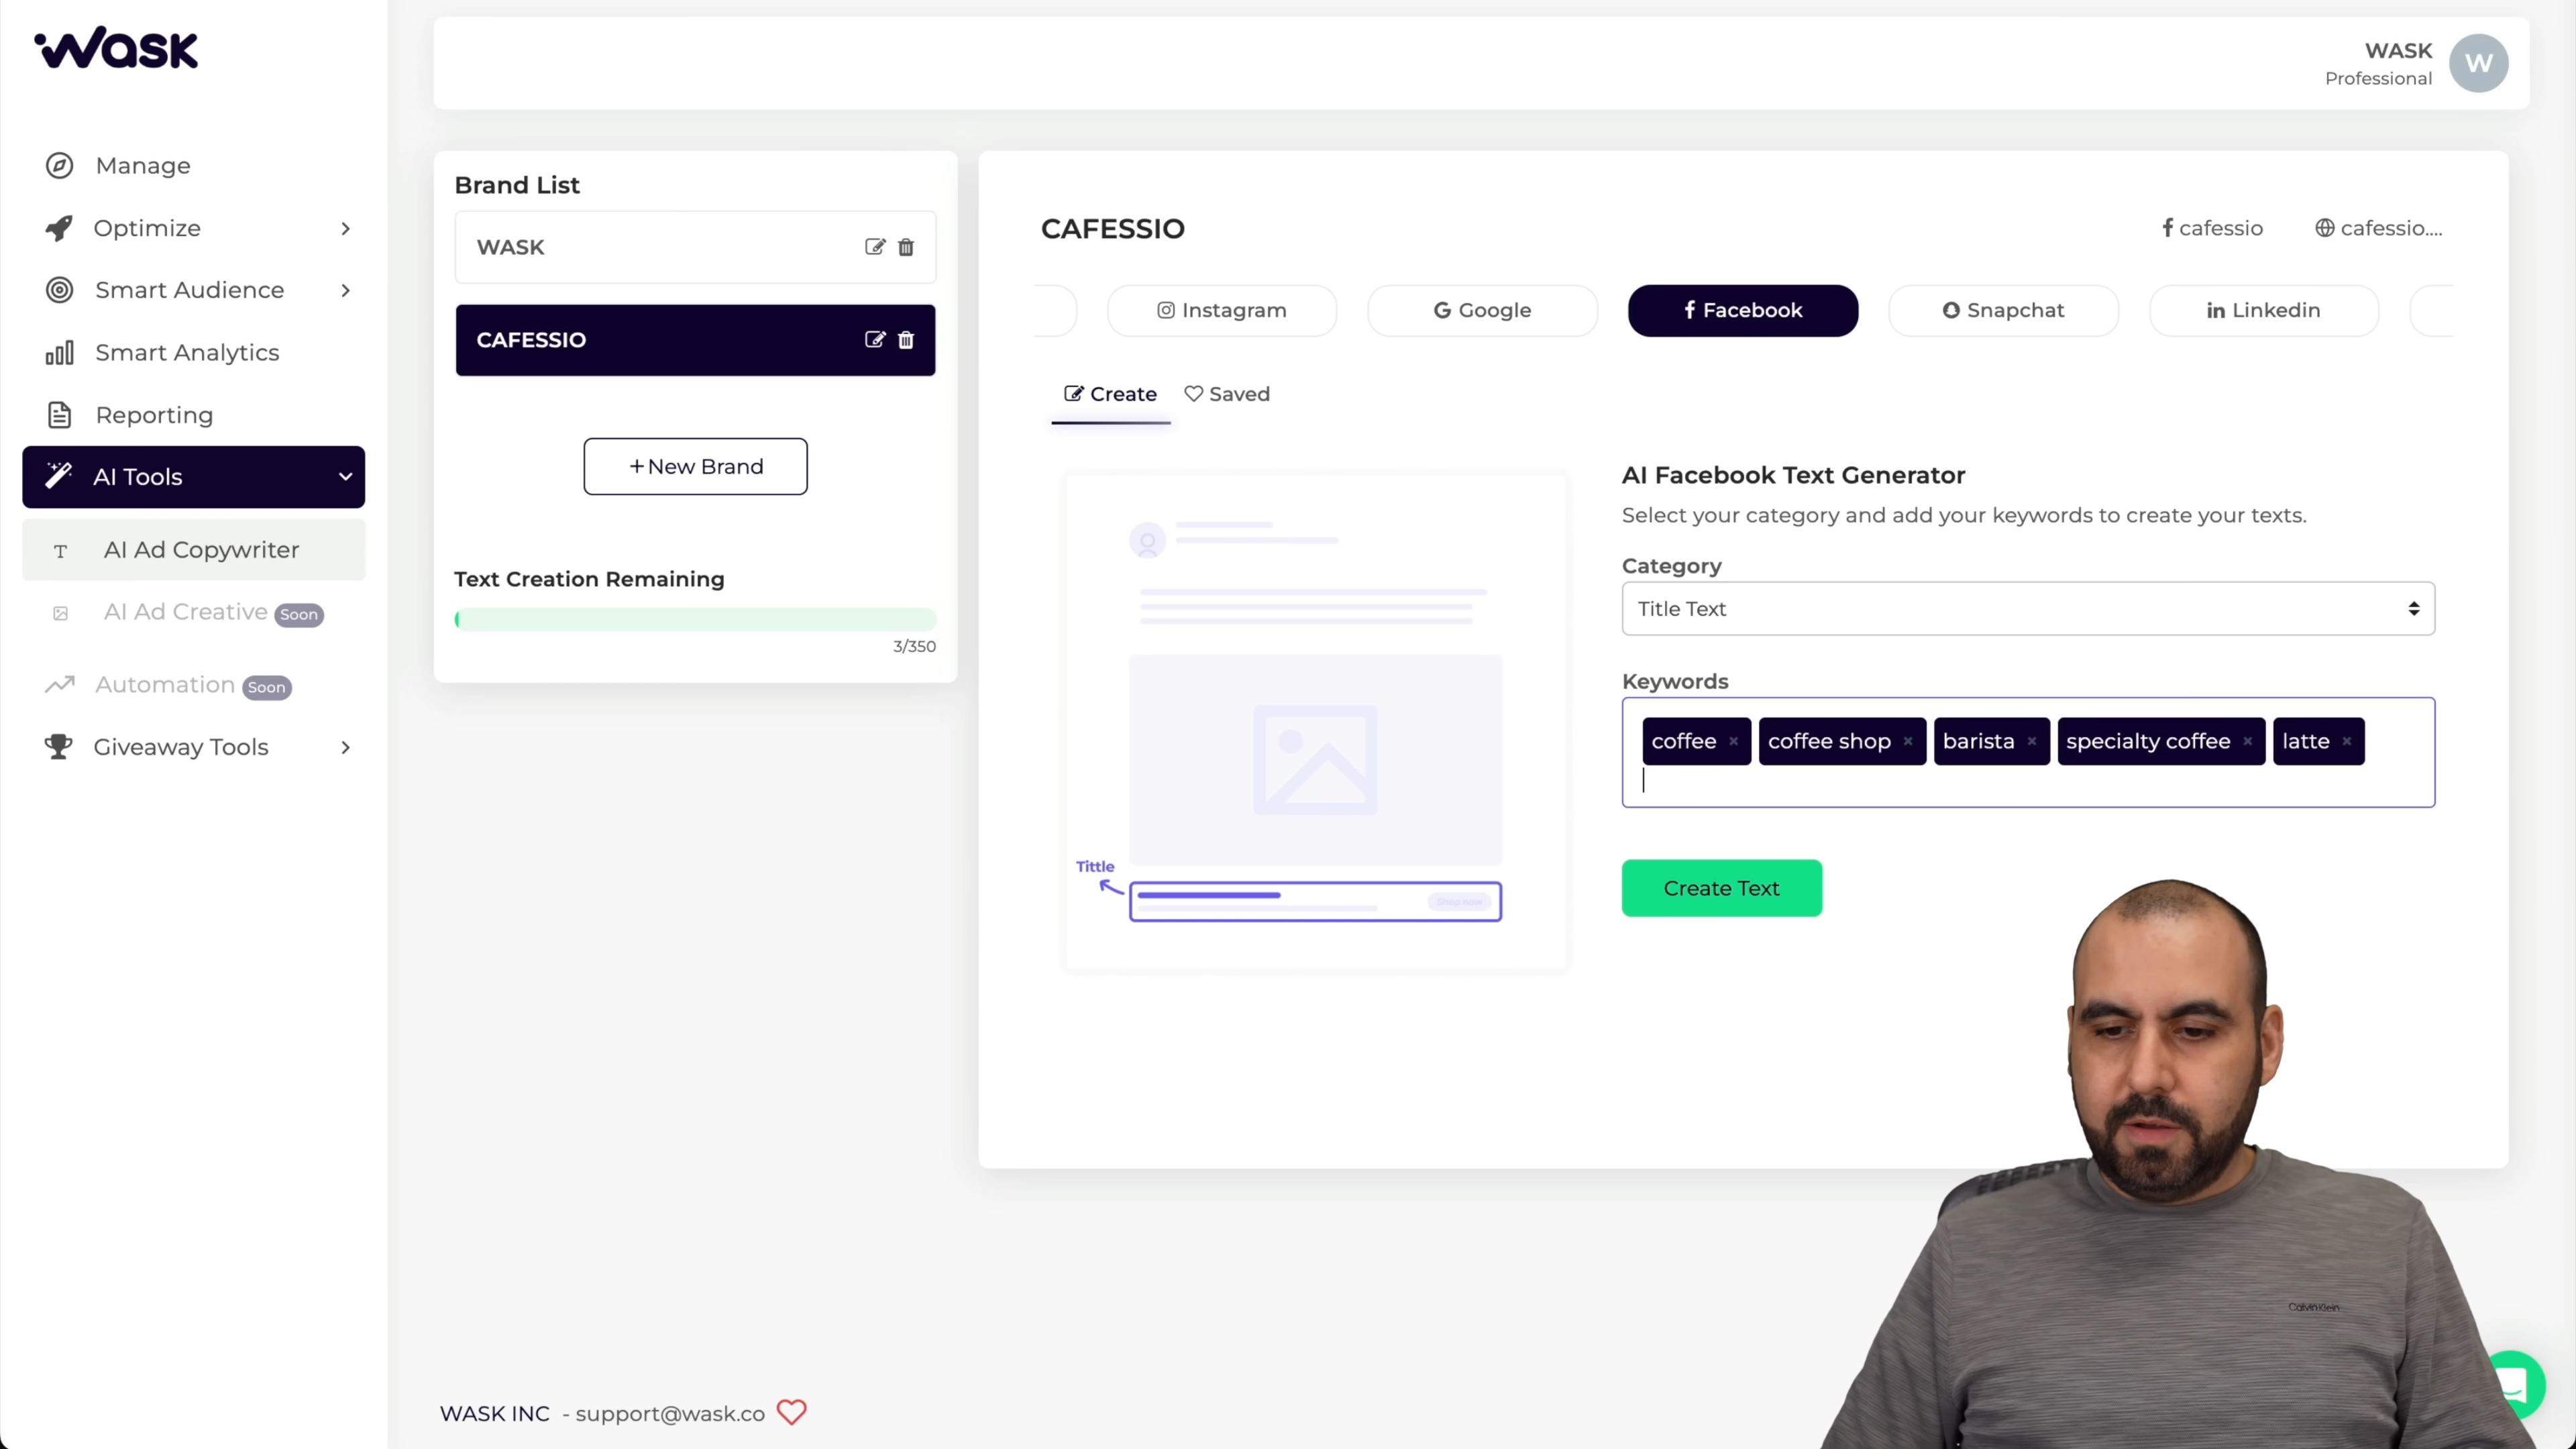 Wask
WASK
Professional
W
Manage
Optimize
Smart Audience
Smart Analytics
Reporting
AI Tools
T AI Ad Copywriter
AI Ad Creative Soon
Automation Soon
Giveaway Tools
Brand List
WASK
CAFESSIO
+New Brand
Text Creation Remaining
3/350
CAFESSIO
cafessio
cafessio....
Instagram
Google
Facebook
Snapchat
Linkedin
Create
Saved
Tittle
Shop now
AI Facebook Text Generator
Select your category and add your keywords to create your texts.
Category
Title Text
Keywords
coffee × coffee shop × barista × specialty coffee × latte ×
Create Text
Calvin Klein
WASK INC - support@wask.co